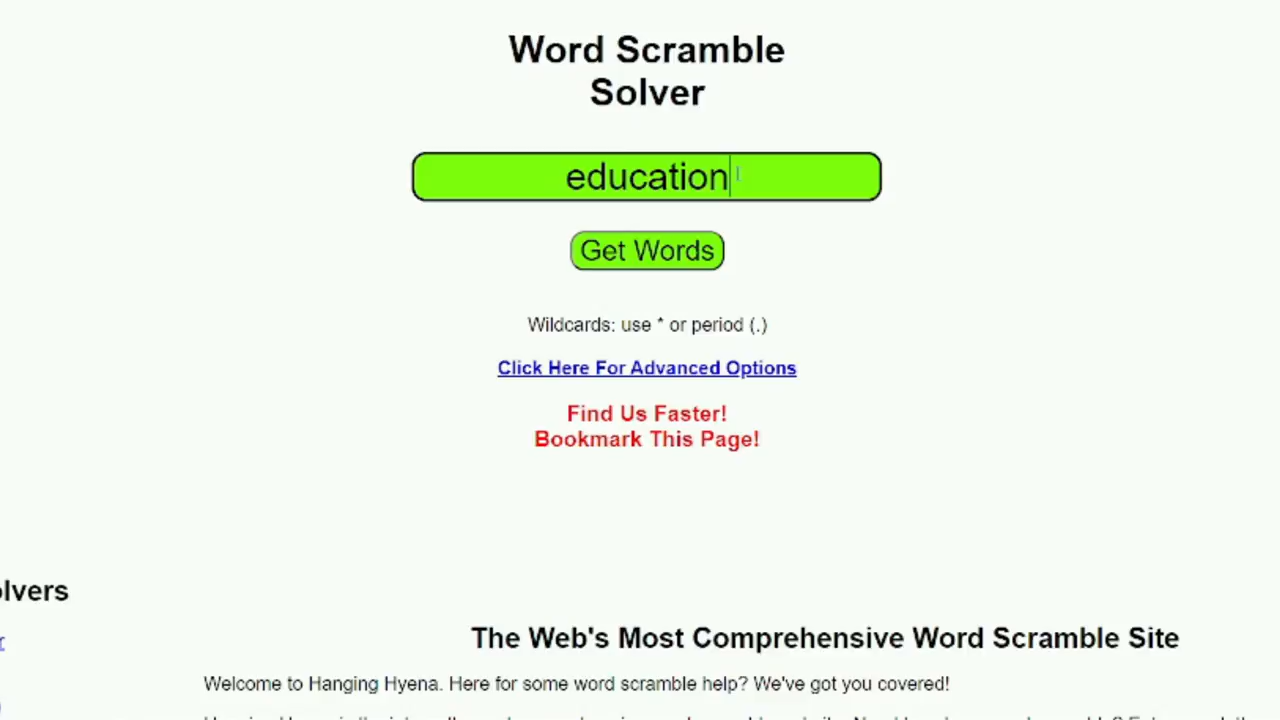 Word Scramble
Solver
education
Get Words
Wildcards: use * or period (.)
Click Here For Advanced Options
Find Us Faster!
Bookmark This Page!
olvers
r
The Web's Most Comprehensive Word Scramble Site
Welcome to Hanging Hyena. Here for some word scramble help? We've got you covered!